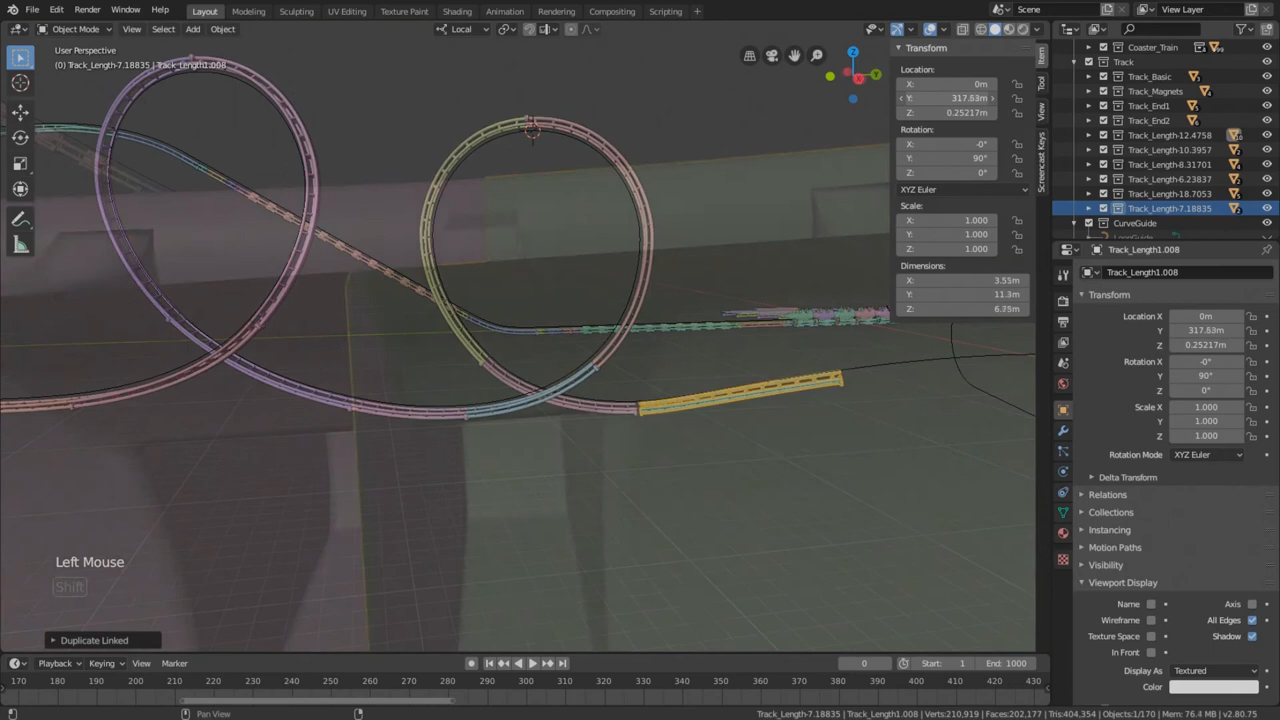 File Edit Render Window Help Layout Modeling Sculpting UV Editing Texture Paint Shading Animation Rendering Compositing Scripting + Scene View Layer
Object Mode View Select Add Object Local
User Perspective
(0) Track_Length-7.18835 | Track_Length1.008
Transform
Location:
X: 0m
Y: 317.53m
Z: 0.25217m
Rotation:
X: -0°
Y: 90°
Z: 0°
XYZ Euler
Scale:
X: 1.000
Y: 1.000
Z: 1.000
Dimensions:
X: 3.55m
Y: 11.3m
Z: 6.75m
Item
Tool
View
Screencast Keys
Coaster_Train
Track
Track_Basic
Track_Magnets
Track_End1
Track_End2
Track_Length-12.4758
Track_Length-10.3957
Track_Length-8.31701
Track_Length-6.23837
Track_Length-18.7053
Track_Length-7.18835
CurveGuide
Track_Length1.008
Track_Length1.008
Transform
Location X 0m
Y 317.53m
Z 0.25217m
Rotation X -0°
Y 90°
Z 0°
Scale X 1.000
Y 1.000
Z 1.000
Rotation Mode XYZ Euler
Delta Transform
Relations
Collections
Instancing
Motion Paths
Visibility
Viewport Display
Name Axis
Wireframe All Edges
Texture Space Shadow
In Front
Display As Textured
Color
Left Mouse
Shift
Duplicate Linked
Playback Keying View Marker 0 Start: 1 End: 1000
170 180 190 200 210 220 230 240 250 260 270 280 290 300 310 320 330 340 350 360 370 380 390 400 410 420 430
Pan View Track_Length-7.18835 | Track_Length1.008 | Verts:210,919 | Faces:202,177 | Tris:404,354 | Objects:1/170 | Mem: 76.4 MB | v2.80.75